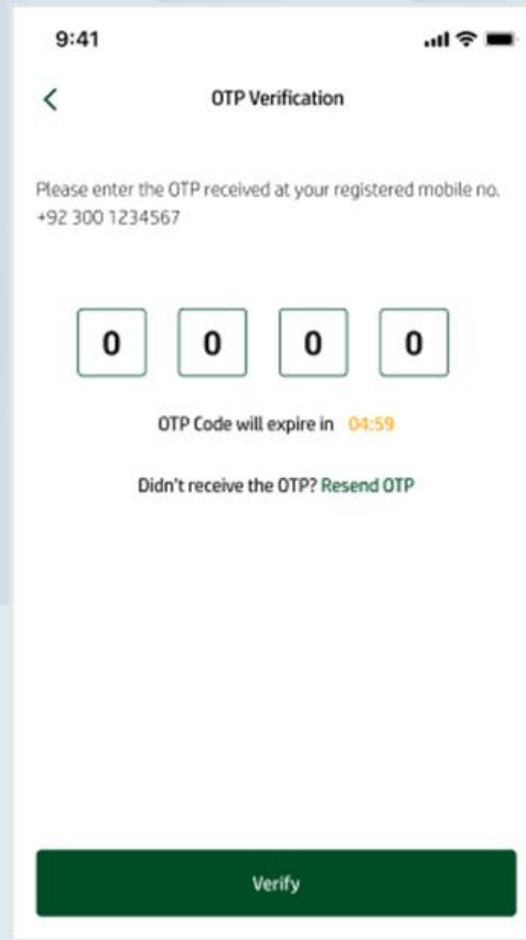 9:41
OTP Verification
Please enter the OTP received at your registered mobile no.
+92 300 1234567
0 0 0 0
OTP Code will expire in 04:59
Didn't receive the OTP? Resend OTP
Verify